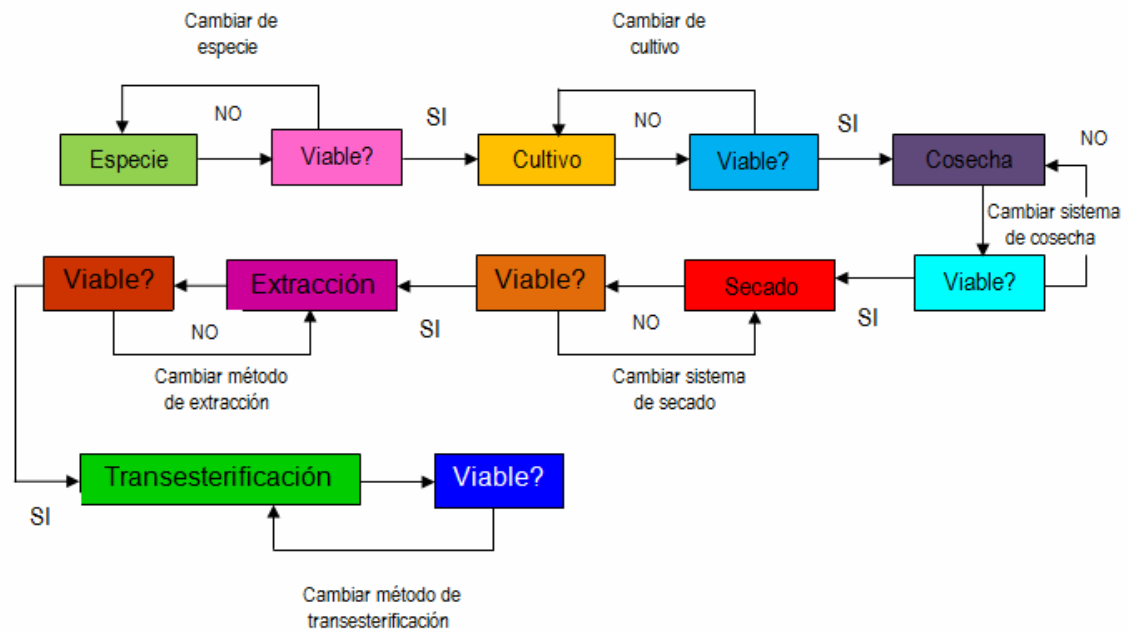 Cambiar de
especie
Cambiar de
cultivo
NO
SI
NO
SI
NO
Especie
Viable?
Cultivo
Viable?
Cosecha
Cambiar sistema
de cosecha
Viable?
Extracción
Viable?
Secado
Viable?
NO
SI
NO
SI
Cambiar método
de extracción
Cambiar sistema
de secado
Transesterificación
Viable?
SI
Cambiar método de
transesterificación